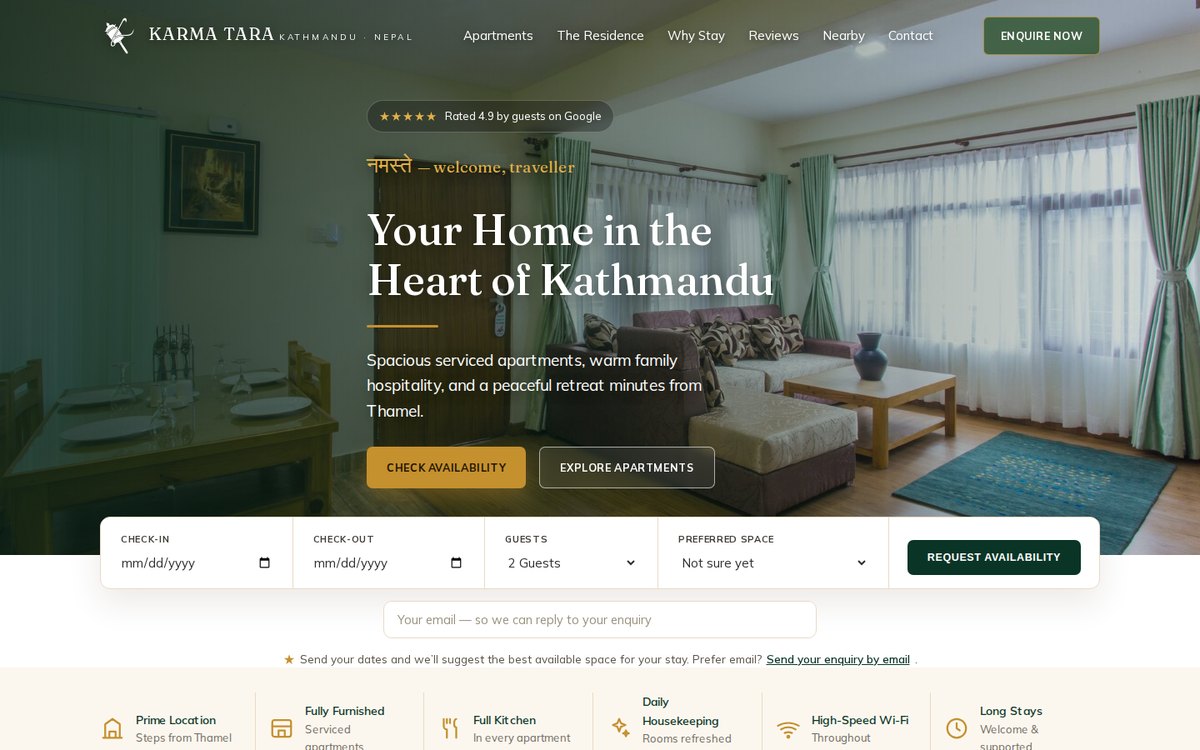 KARMA TARA KATHMANDU · NEPAL
Apartments
The Residence
Why Stay
Reviews
Nearby
Contact
ENQUIRE NOW
★★★★★ Rated 4.9 by guests on Google
नमस्ते — welcome, traveller
Your Home in the
Heart of Kathmandu
Spacious serviced apartments, warm family
hospitality, and a peaceful retreat minutes from
Thamel.
CHECK AVAILABILITY
EXPLORE APARTMENTS
CHECK-IN
mm/dd/yyyy
CHECK-OUT
mm/dd/yyyy
GUESTS
2 Guests
PREFERRED SPACE
Not sure yet
REQUEST AVAILABILITY
Your email — so we can reply to your enquiry
★ Send your dates and we'll suggest the best available space for your stay. Prefer email? Send your enquiry by email .
Prime Location
Steps from Thamel
Fully Furnished
Serviced
apartments
Full Kitchen
In every apartment
Daily
Housekeeping
Rooms refreshed
High-Speed Wi-Fi
Throughout
Long Stays
Welcome &
supported